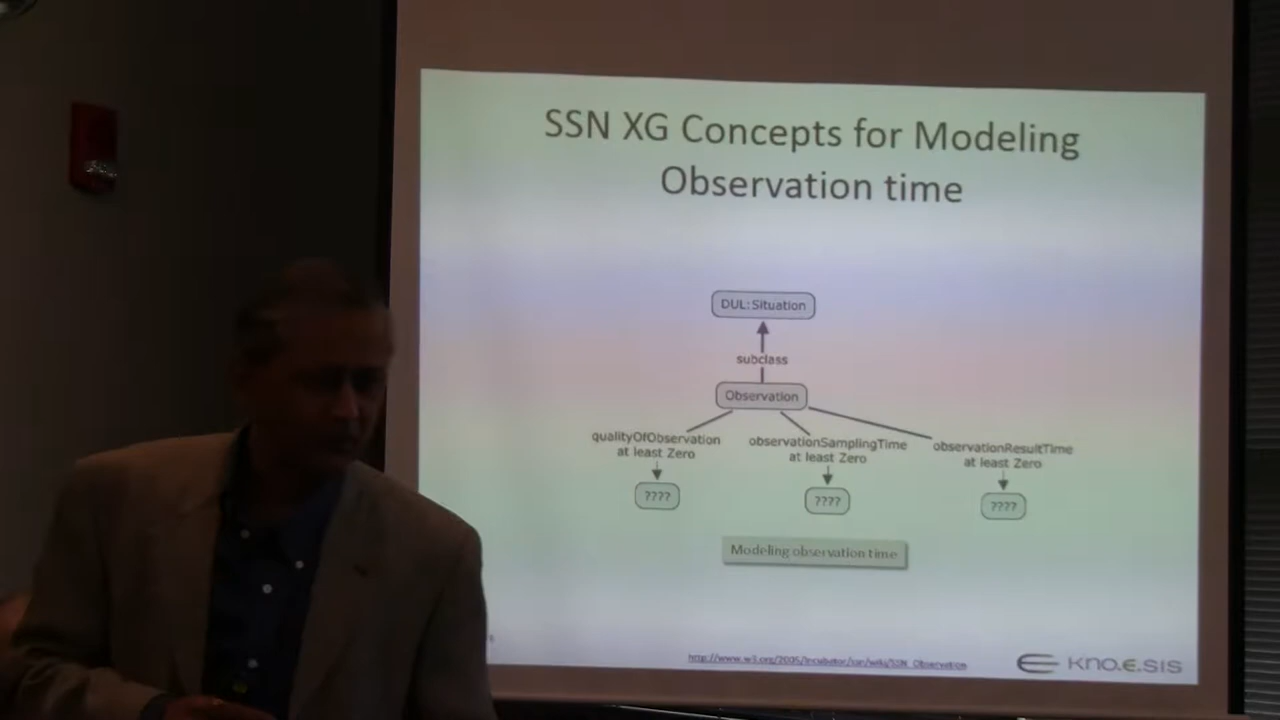 SSN XG Concepts for Modeling
Observation time
DUL:Situation
subclass
Observation
qualityOfObservation
at least Zero
observationSamplingTime
at least Zero
observationResultTime
at least Zero
????
????
????
Modeling observation time
kno.e.sis